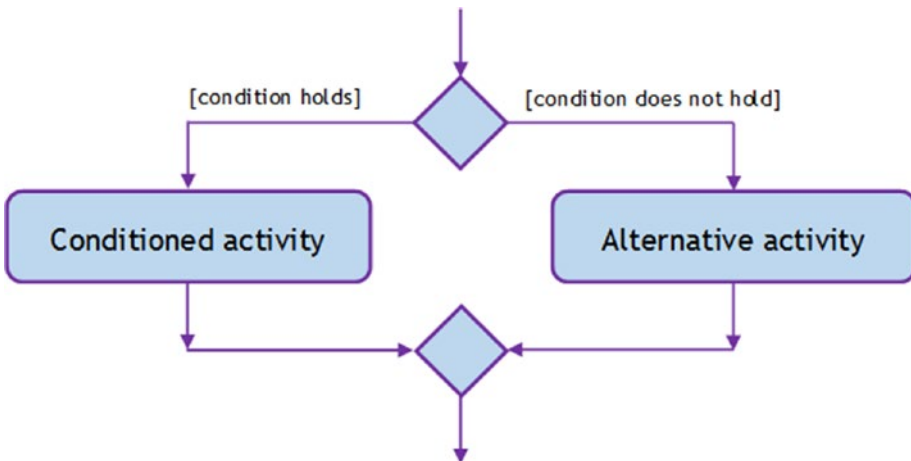 [condition holds]
[condition does not hold]
Conditioned activity
Alternative activity